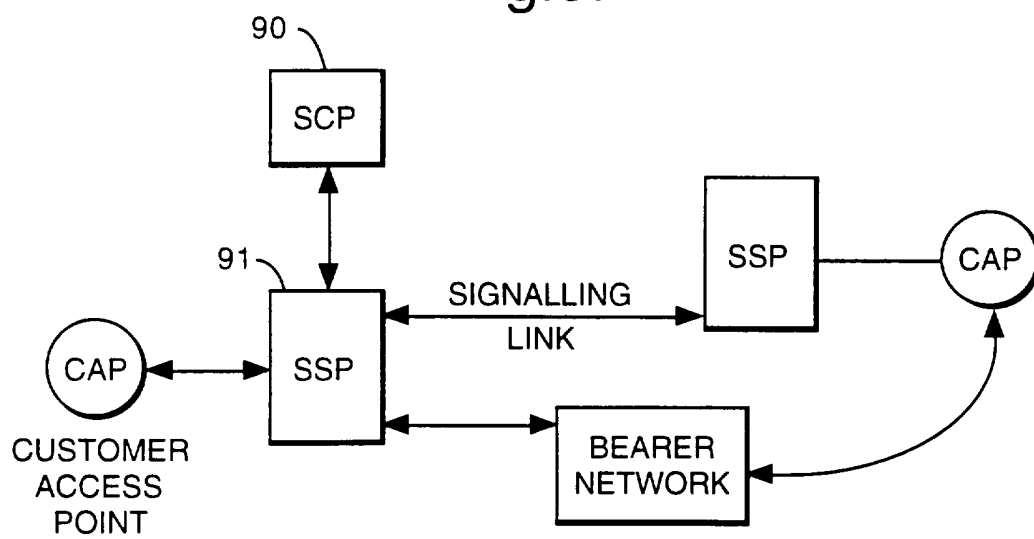 90
SCP
91
SSP
SIGNALLING
LINK
SSP
CAP
CAP
CUSTOMER
ACCESS
POINT
BEARER
NETWORK